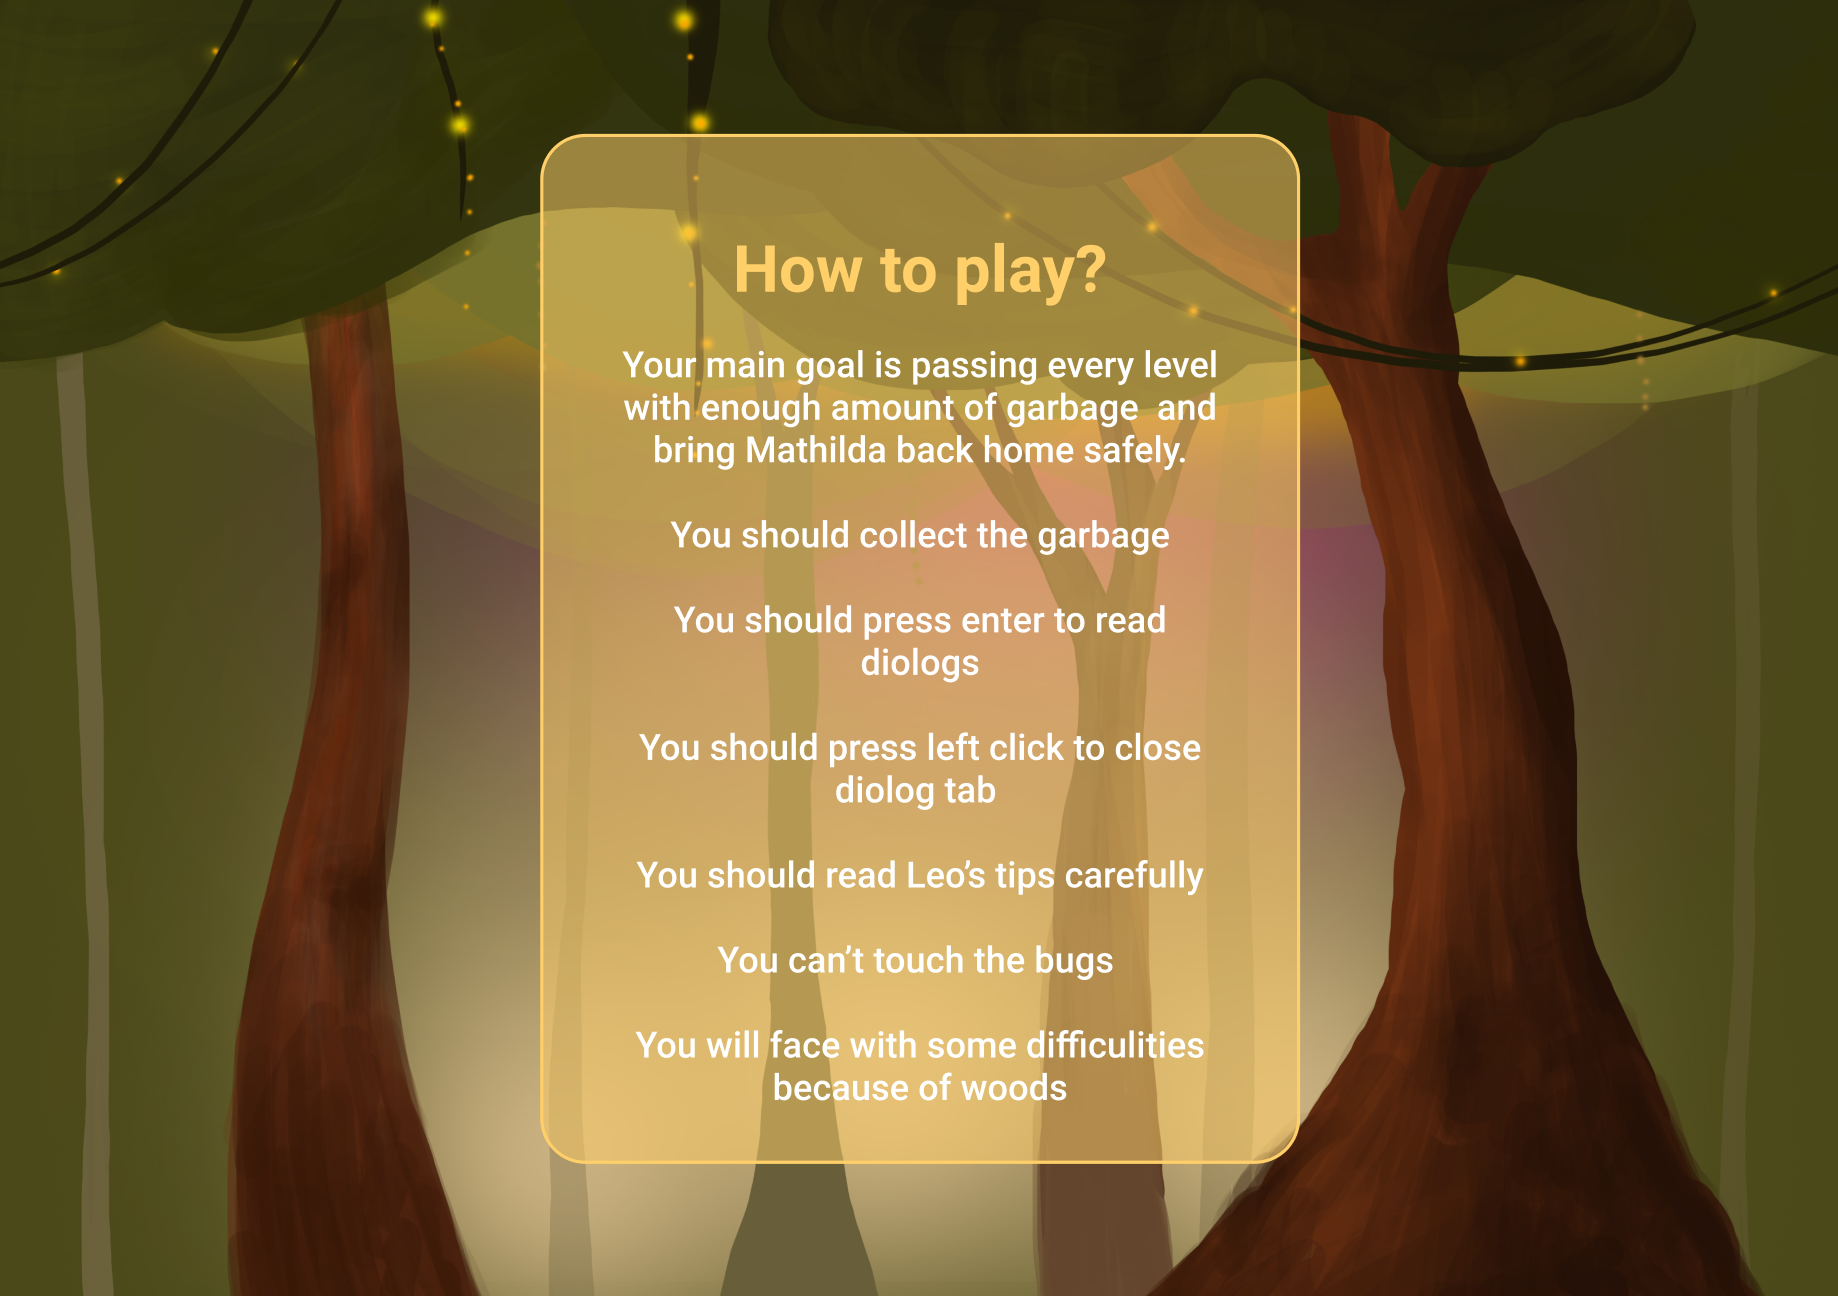 How to play?
Your main goal is passing every level
with enough amount of garbage  and
bring Mathilda back home safely.
You should collect the garbage
You should press enter to read
diologs
You should press left click to close
diolog tab
You should read Leo’s tips carefully
You can’t touch the bugs
You will face with some difficulities
because of woods